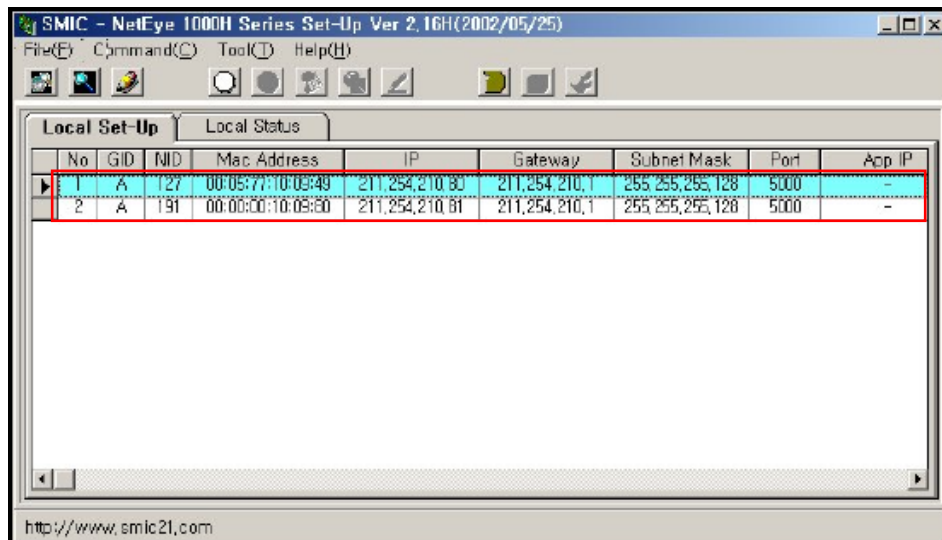 SMIC - NetEye 1000H Series Set-Up Ver 2,16H(2002/05/25)
File(F) Command(C) Tool(T) Help(H)
Local Set-Up Local Status
No GID NID Mac Address IP Gateway Subnet Mask Port App IP
1 A 127 00:05:77:10:09:49 211,254,210,80 211,254,210,1 255,255,255,128 5000 -
2 A 191 00:00:00:10:09:80 211,254,210,81 211,254,210,1 255,255,255,128 5000 -
http://www,smic21,com